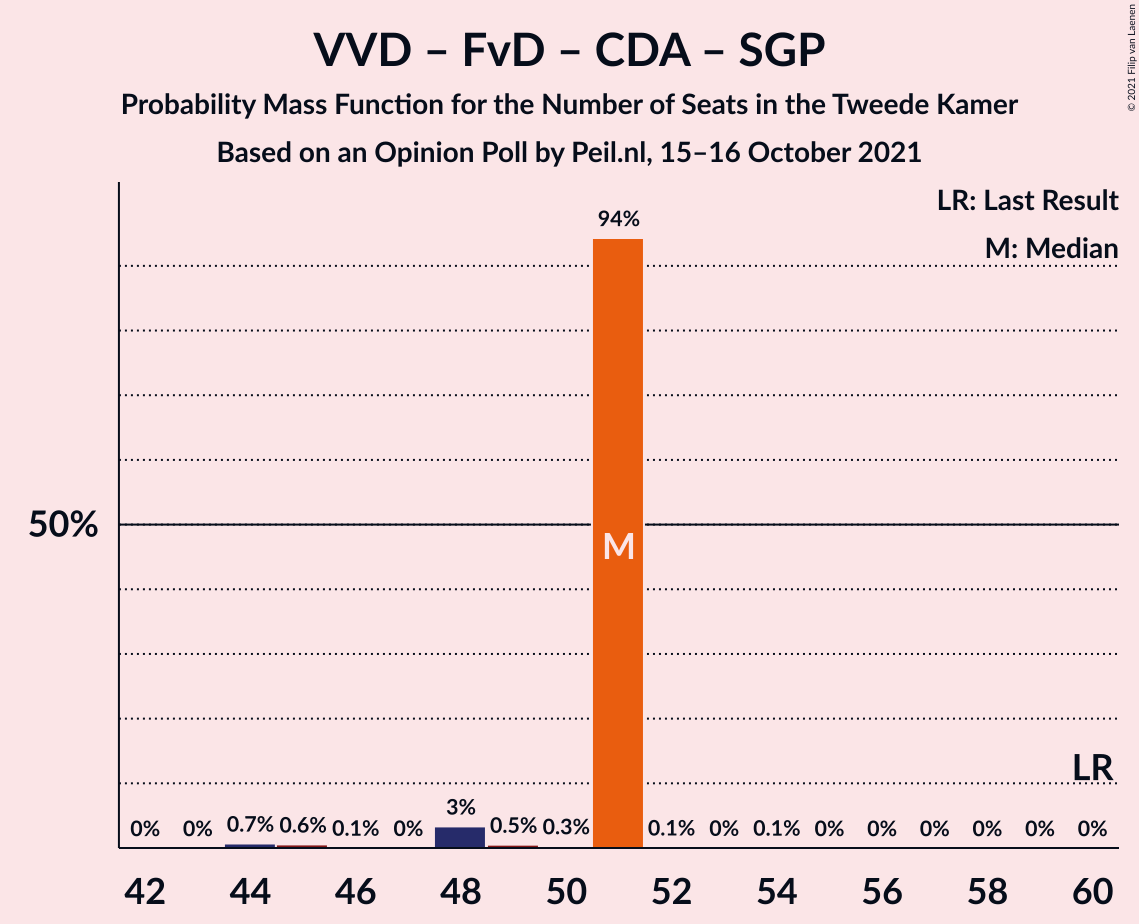 VVD – FvD – CDA – SGP
Probability Mass Function for the Number of Seats in the Tweede Kamer
Based on an Opinion Poll by Peil.nl, 15–16 October 2021
© 2021 Filip van Laenen
LR: Last Result
M: Median
94%
50%
M
LR
0% 0% 0.7% 0.6% 0.1% 0% 3% 0.5% 0.3% 0.1% 0% 0.1% 0% 0% 0% 0% 0% 0%
42 44 46 48 50 52 54 56 58 60